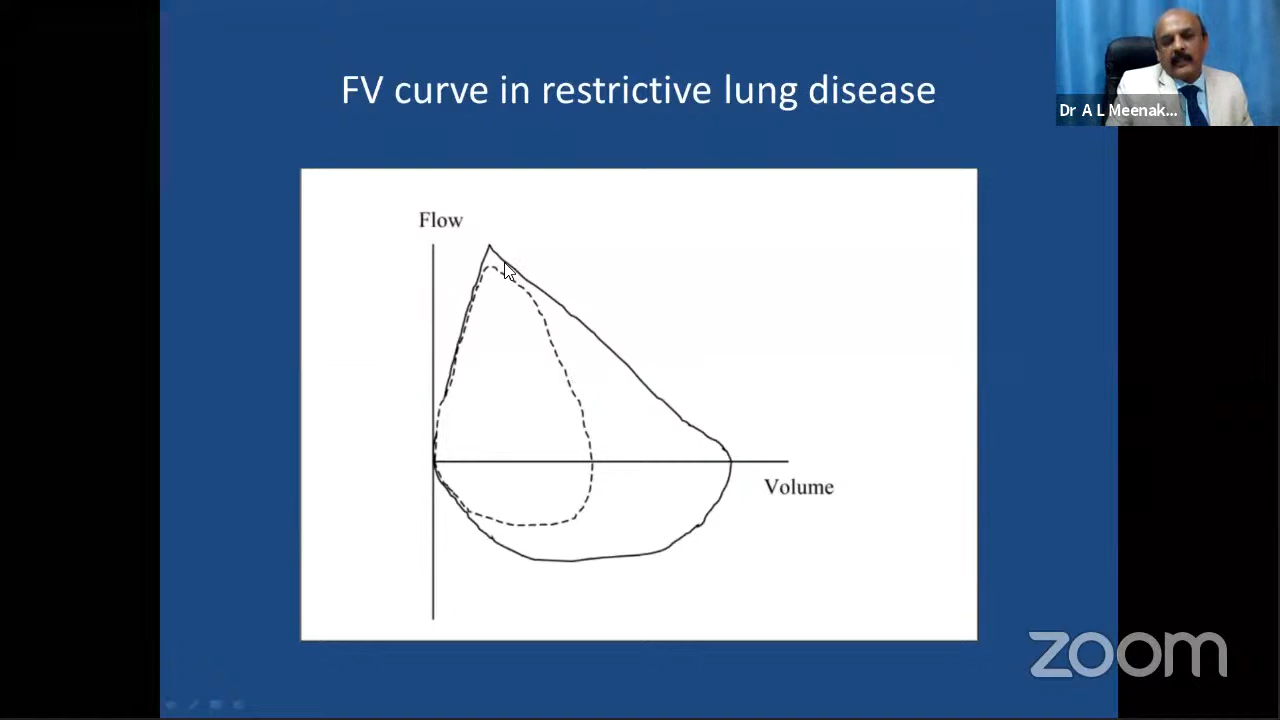 FV curve in restrictive lung disease
Dr A L Meenak...
Flow
Volume
zoom